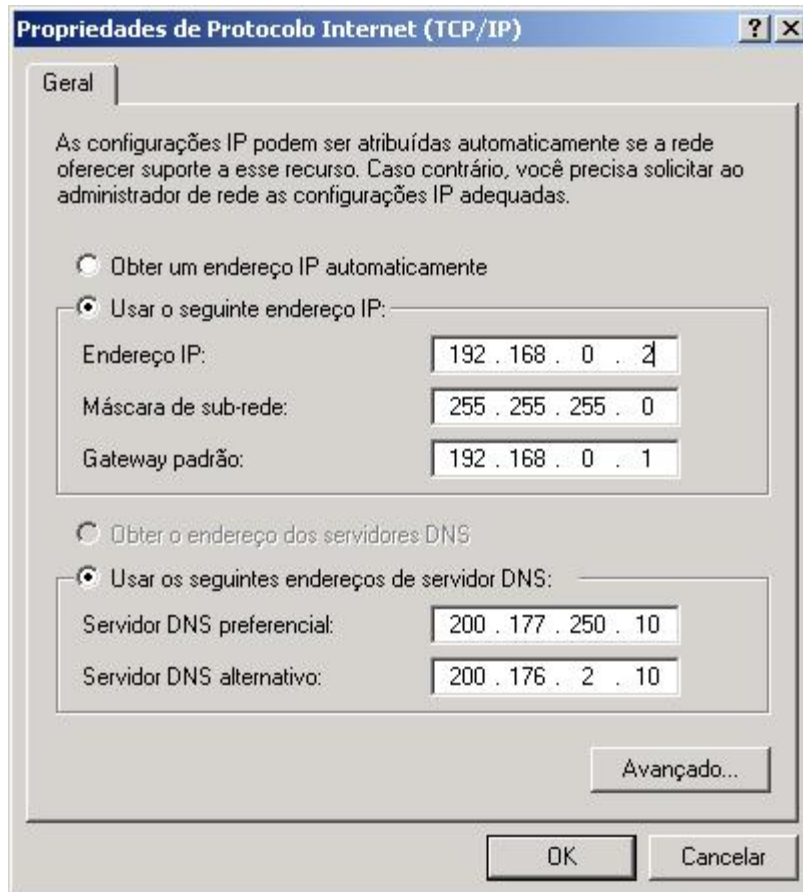 Propriedades de Protocolo Internet (TCP/IP)
Geral
As configurações IP podem ser atribuídas automaticamente se a rede
oferecer suporte a esse recurso. Caso contrário, você precisa solicitar ao
administrador de rede as configurações IP adequadas.
Obter um endereço IP automaticamente
Usar o seguinte endereço IP:
Endereço IP: 192 . 168 . 0 . 2
Máscara de sub-rede: 255 . 255 . 255 . 0
Gateway padrão: 192 . 168 . 0 . 1
Obter o endereço dos servidores DNS
Usar os seguintes endereços de servidor DNS:
Servidor DNS preferencial: 200 . 177 . 250 . 10
Servidor DNS alternativo: 200 . 176 . 2 . 10
Avançado...
OK Cancelar